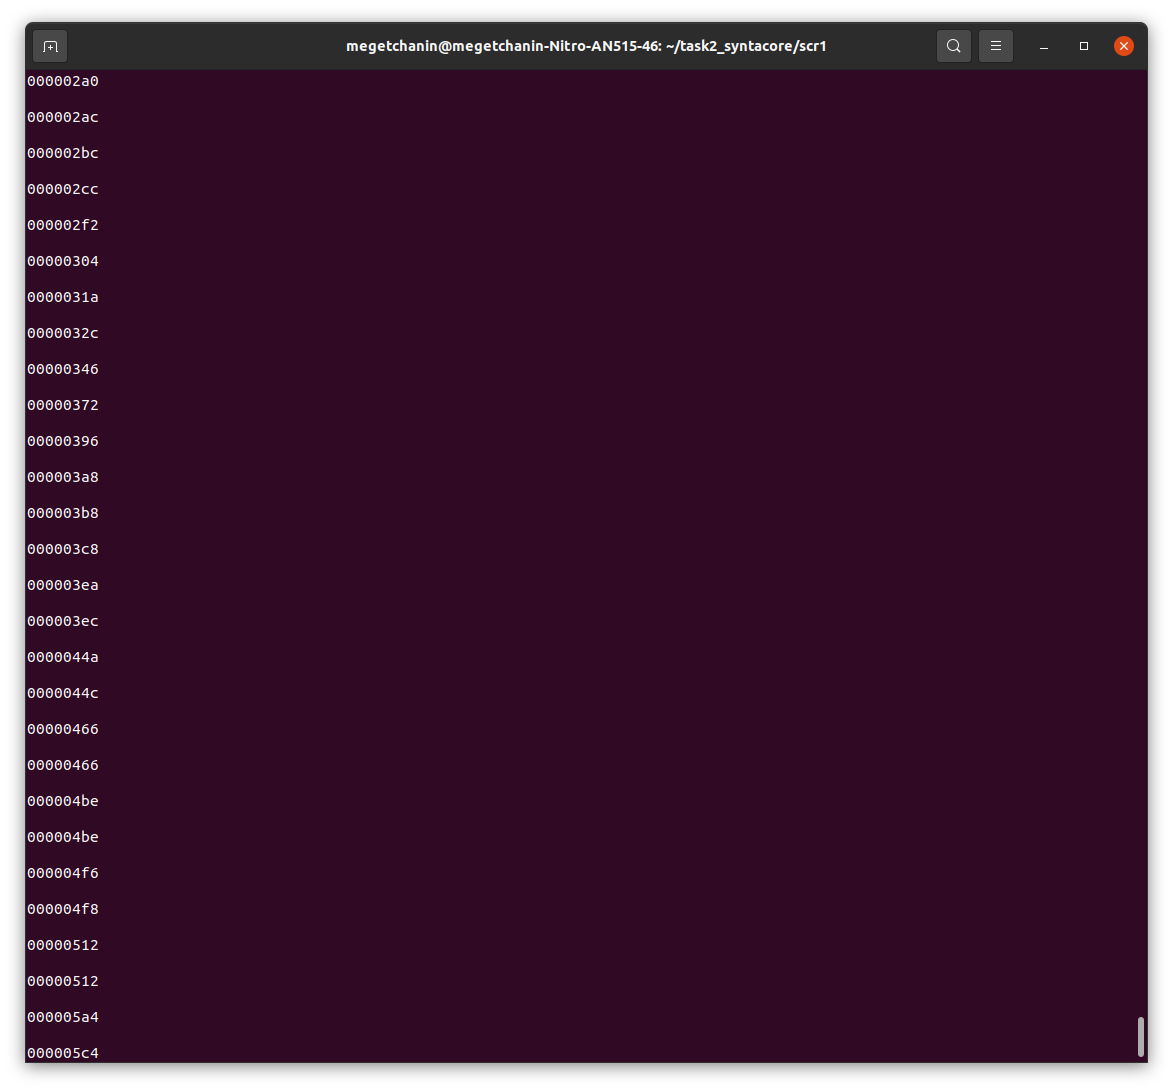 megetchanin@megetchanin-Nitro-AN515-46: ~/task2_syntacore/scr1
000002a0
000002ac
000002bc
000002cc
000002f2
00000304
0000031a
0000032c
00000346
00000372
00000396
000003a8
000003b8
000003c8
000003ea
000003ec
0000044a
0000044c
00000466
00000466
000004be
000004be
000004f6
000004f8
00000512
00000512
000005a4
000005c4